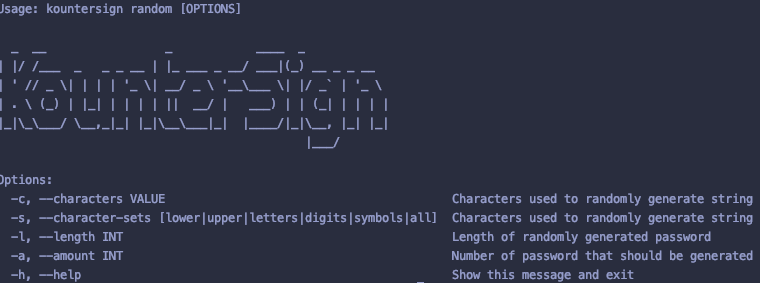 Usage: kountersign random [OPTIONS]
KounterSign
Options:
-c, --characters VALUE Characters used to randomly generate string
-s, --character-sets [lower|upper|letters|digits|symbols|all] Characters used to randomly generate string
-l, --length INT Length of randomly generated password
-a, --amount INT Number of password that should be generated
-h, --help Show this message and exit